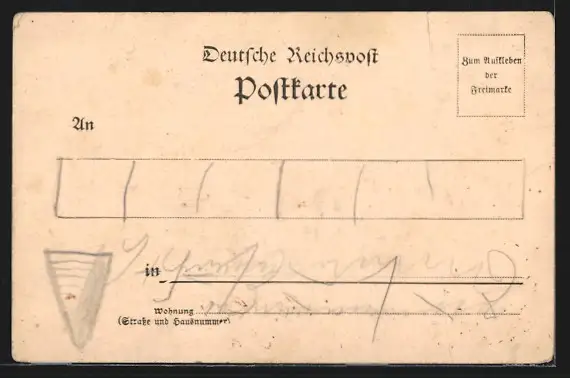 Deutsche Reichspost
Postkarte
Zum Aufkleben
der
Freimarke
An
in
Wohnung
(Straße und Hausnummer)